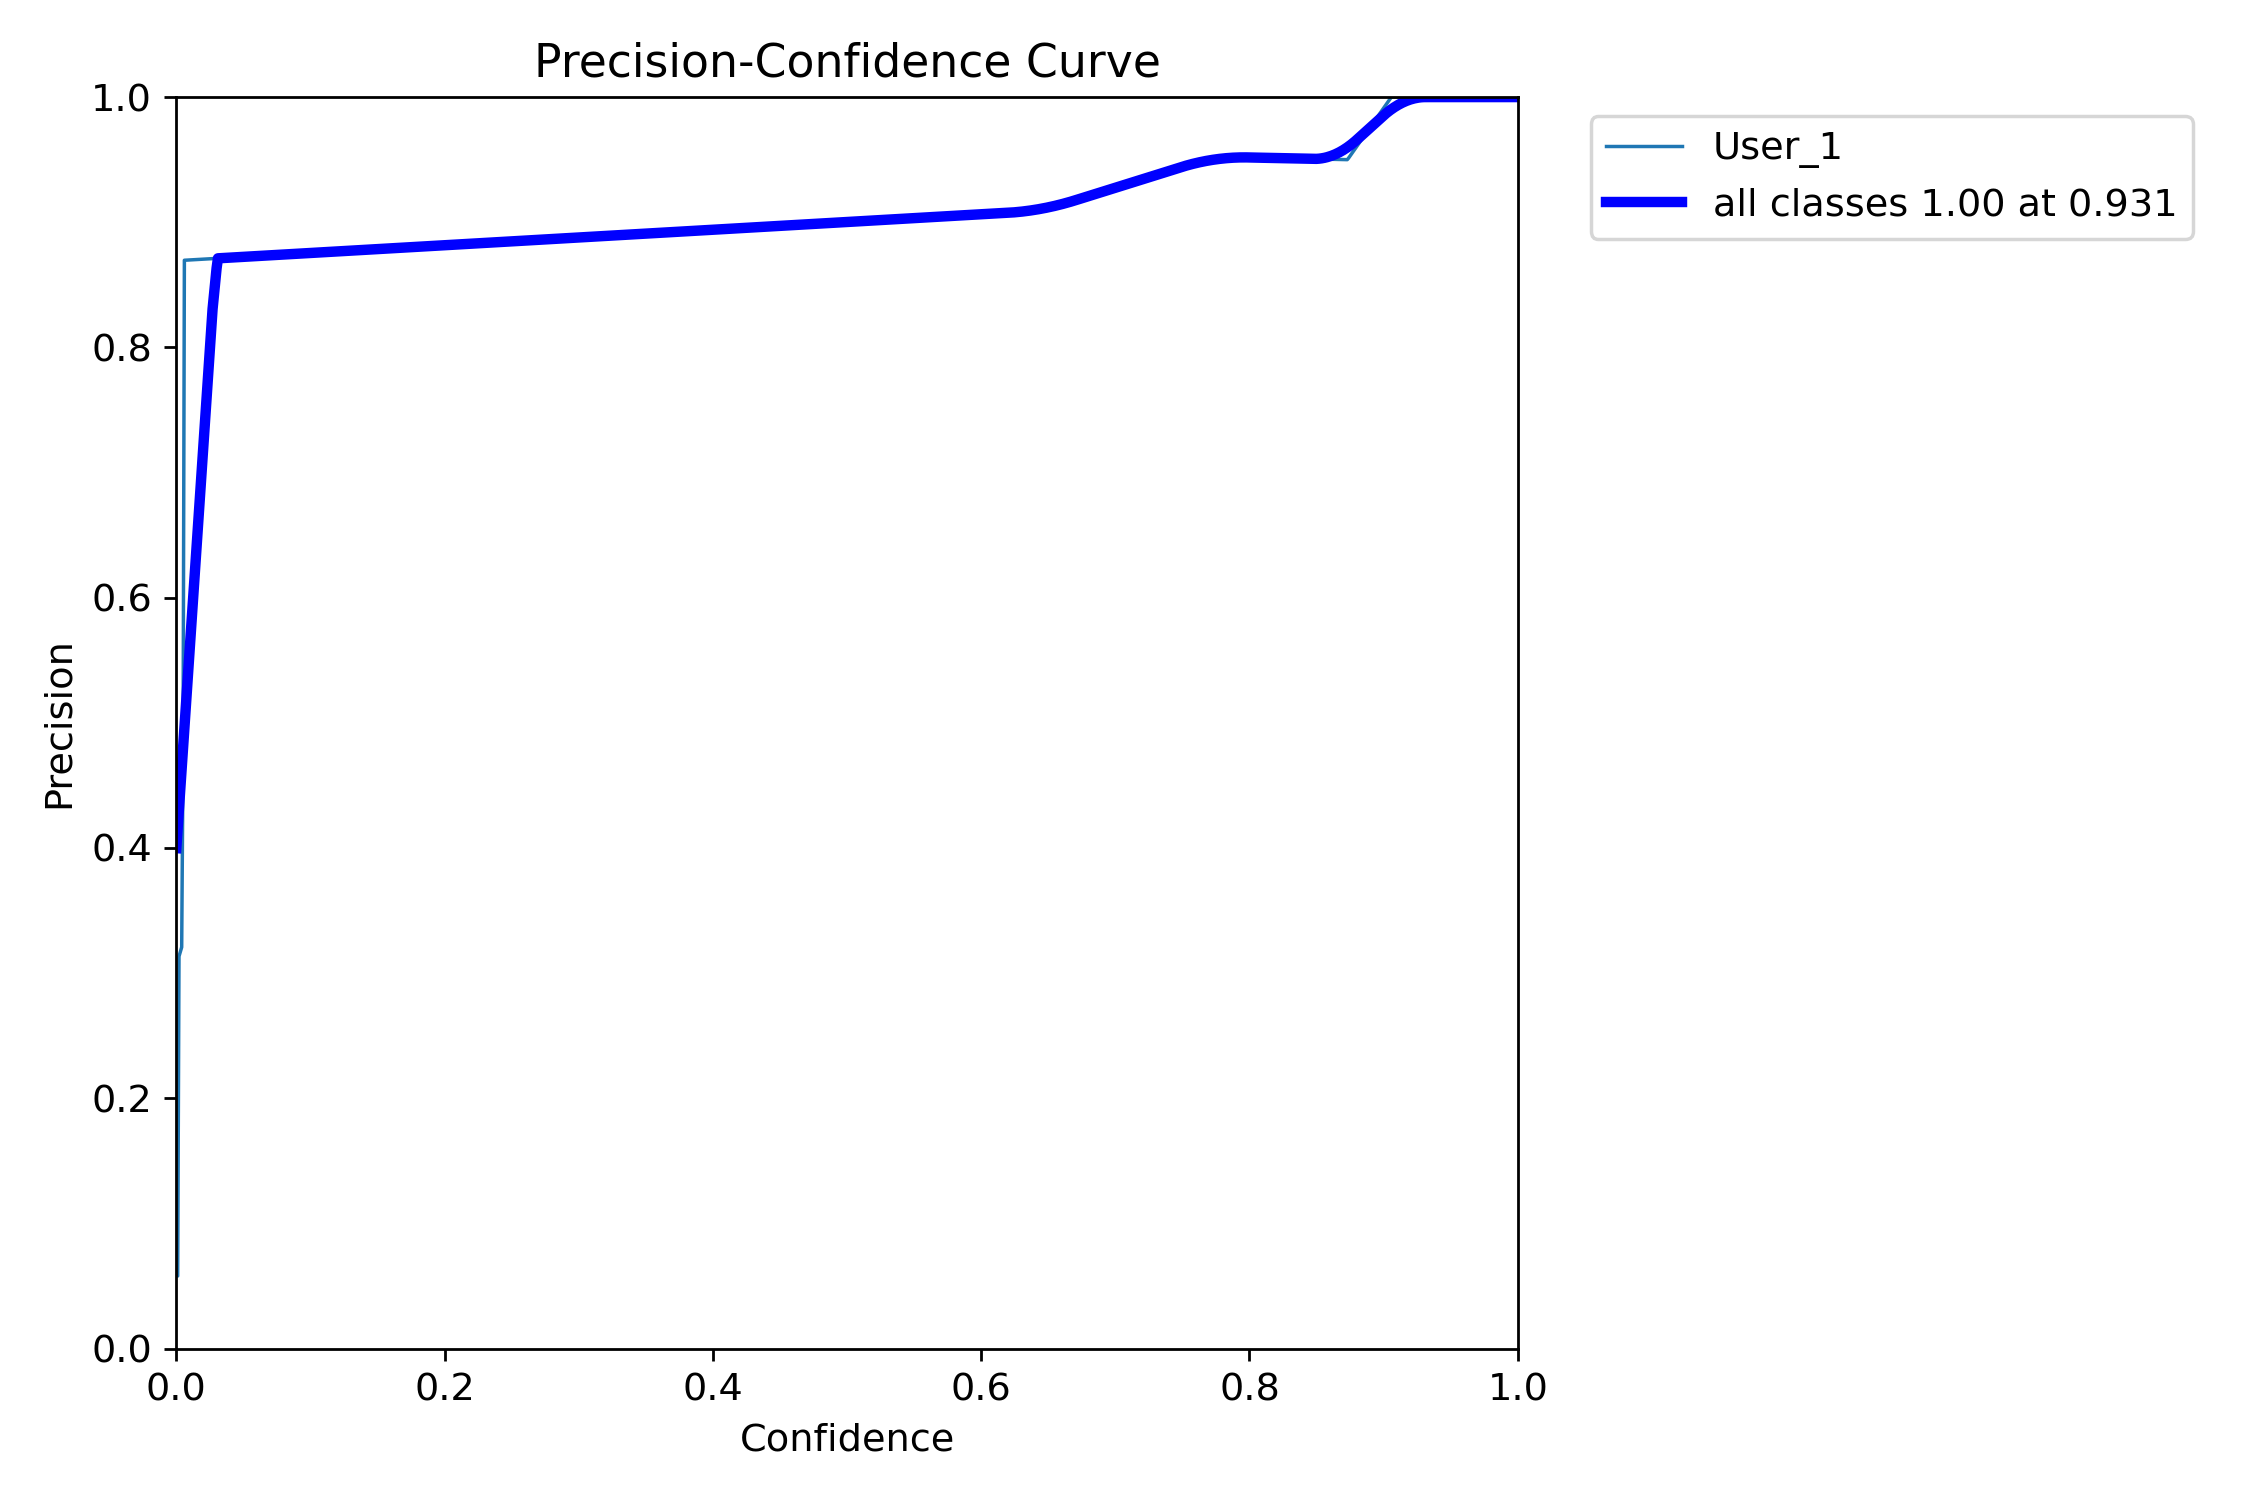 Precision-Confidence Curve
1.0
0.8
0.6
0.4
0.2
0.0
Precision
0.0 0.2 0.4 0.6 0.8 1.0
Confidence
User_1
all classes 1.00 at 0.931